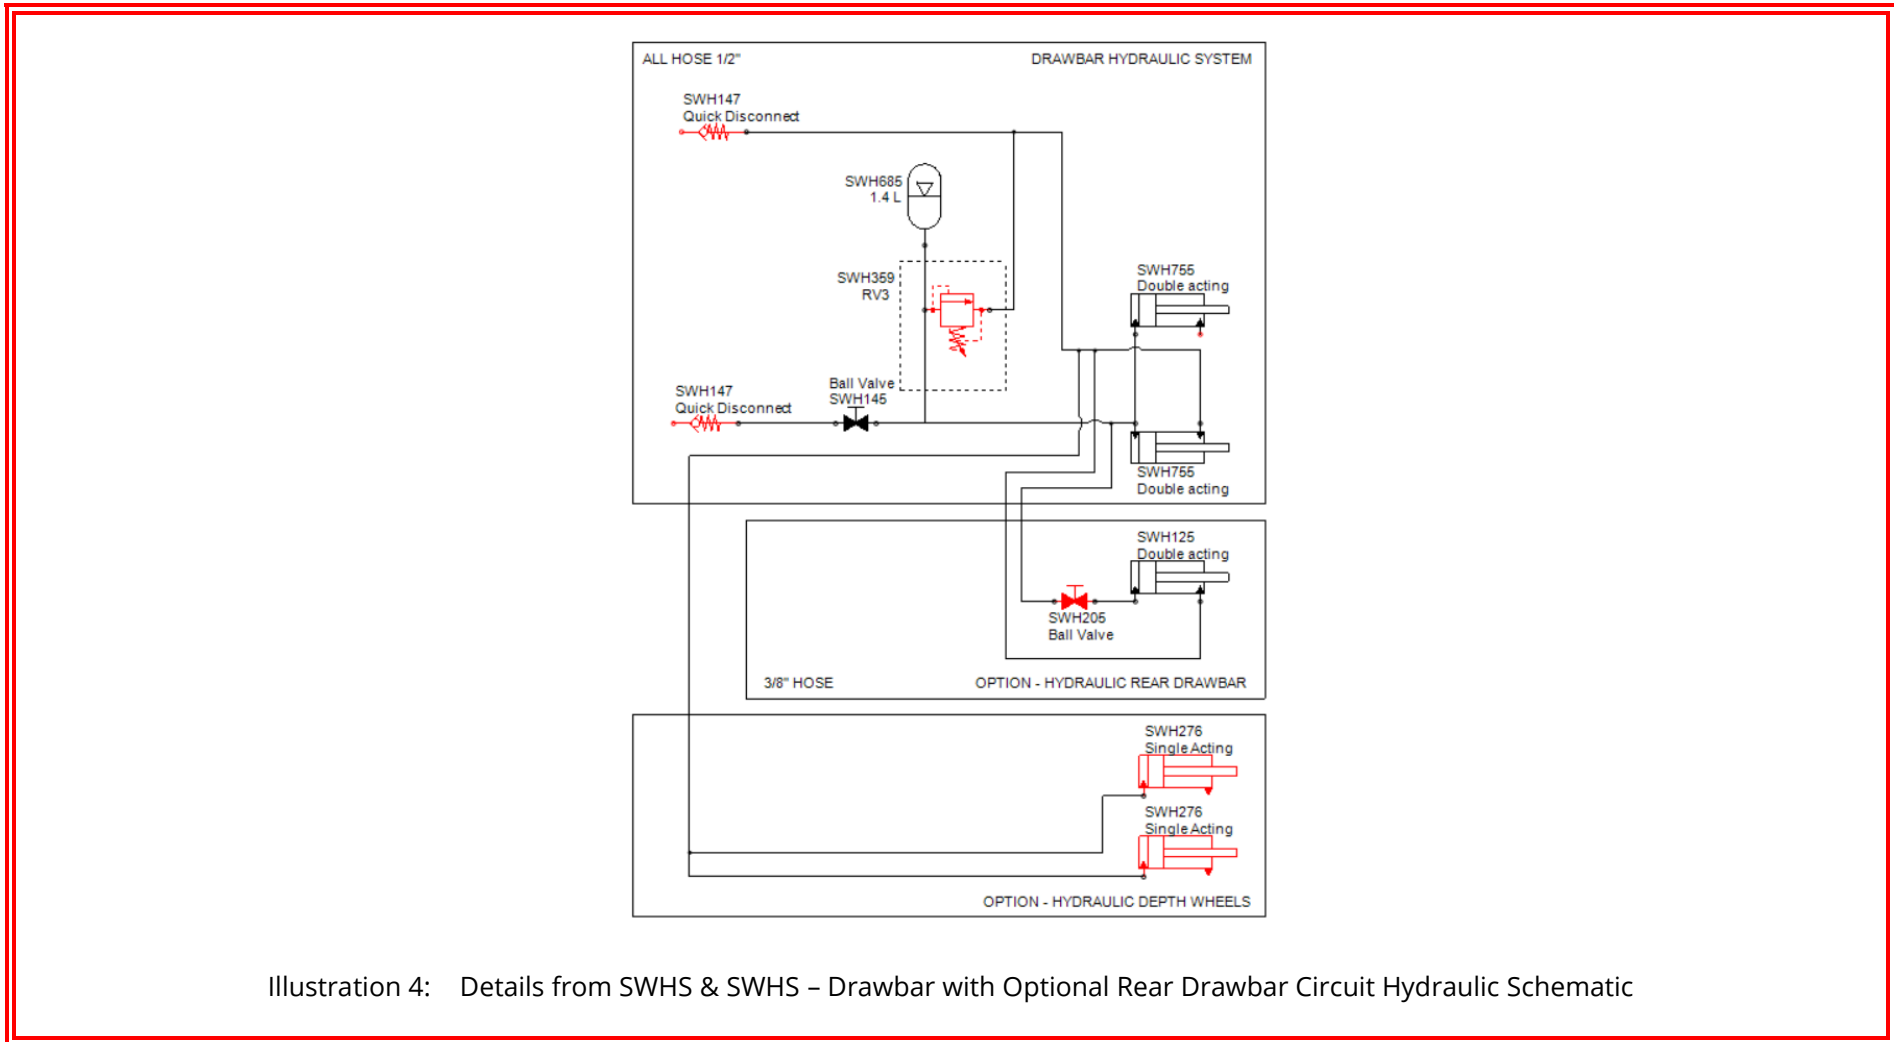 ALL HOSE 1/2"
DRAWBAR HYDRAULIC SYSTEM
SWH147
Quick Disconnect
SWH685
1.4 L
SWH359
RV3
SWH755
Double acting
Ball Valve
SWH145
SWH147
Quick Disconnect
SWH755
Double acting
SWH125
Double acting
SWH205
Ball Valve
3/8" HOSE
OPTION - HYDRAULIC REAR DRAWBAR
SWH276
Single Acting
SWH276
Single Acting
OPTION - HYDRAULIC DEPTH WHEELS
Illustration 4: Details from SWHS & SWHS – Drawbar with Optional Rear Drawbar Circuit Hydraulic Schematic